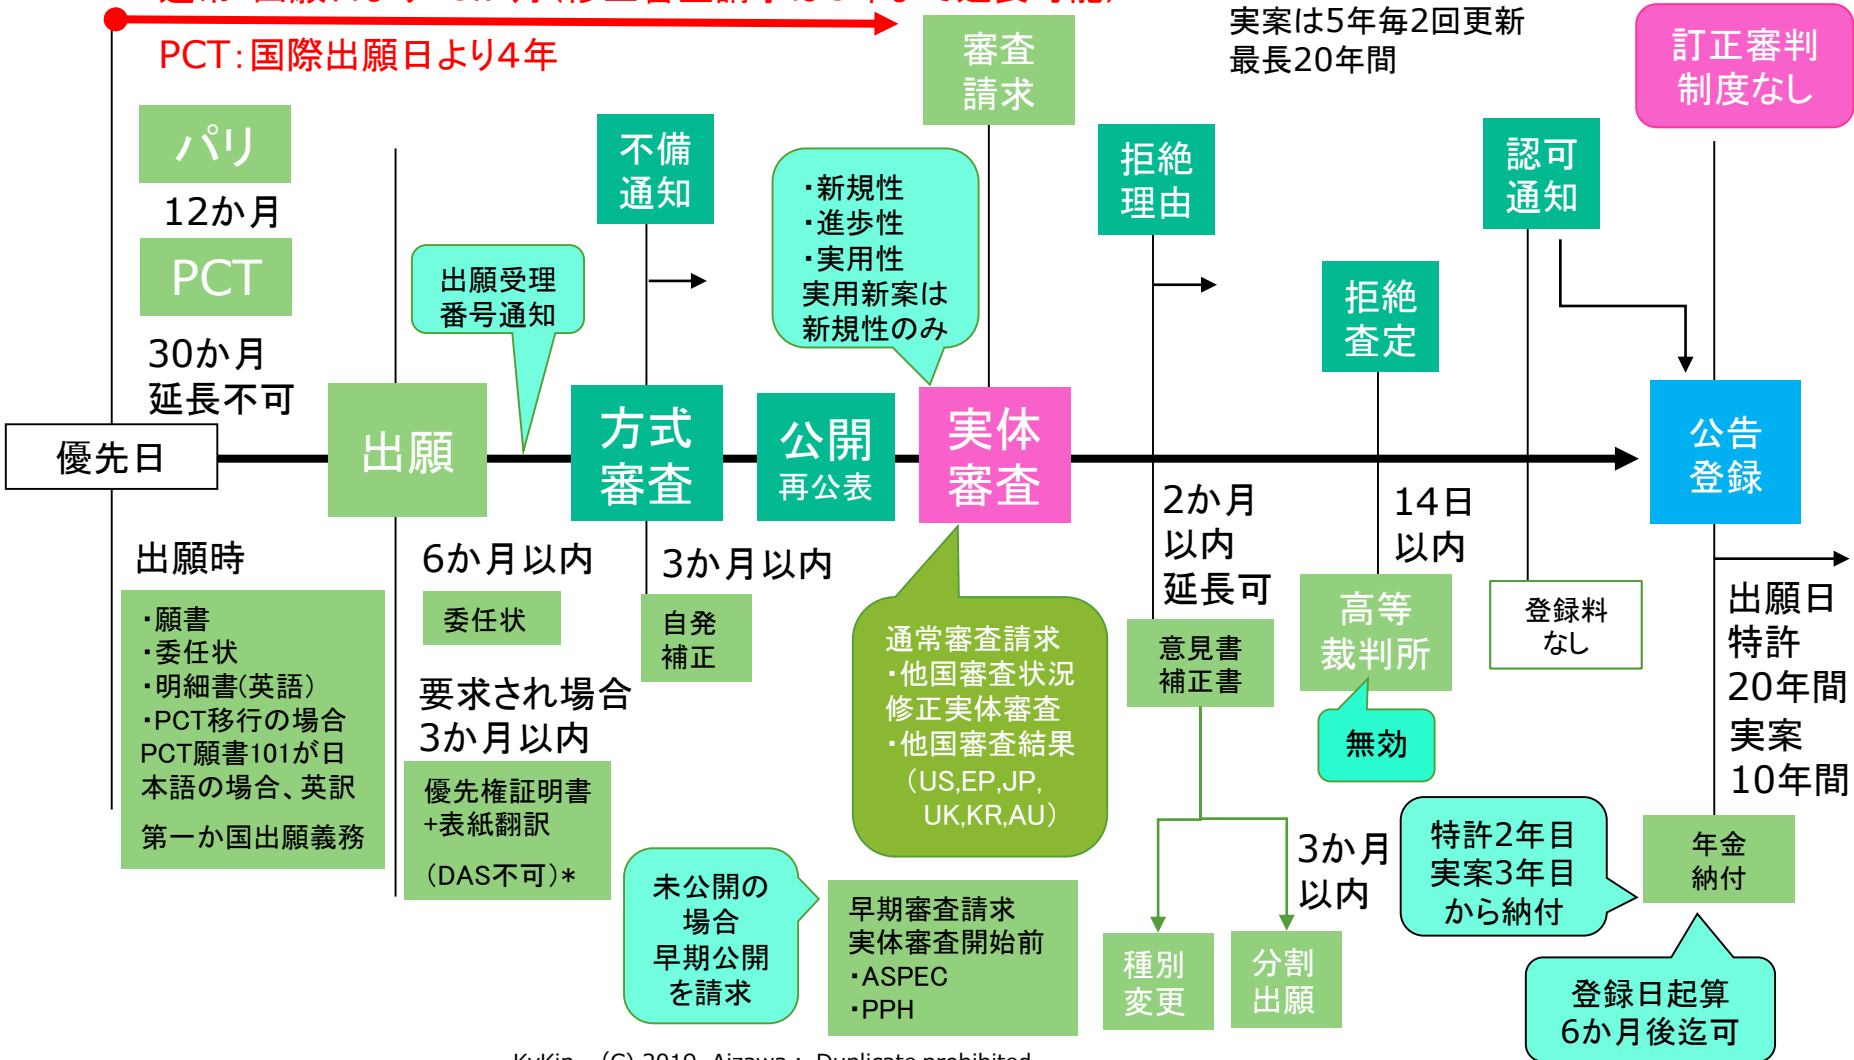 PCT：国際出願日より４年
実案は5年毎2回更新
最長20年間
訂正審判
制度なし
審査
請求
パリ
12か月
PCT
30か月
延長不可
優先日
出願
出願受理
番号通知
不備
通知
・新規性
・進歩性
・実用性
実用新案は
新規性のみ
拒絶
理由
拒絶
査定
認可
通知
方式
審査
公開
再公表
実体
審査
公告
登録
出願時
・願書
・委任状
・明細書(英語)
・PCT移行の場合
PCT願書101が日
本語の場合、英訳
第一か国出願義務
6か月以内
委任状
要求され場合
3か月以内
優先権証明書
+表紙翻訳
（DAS不可）*
3か月以内
自発
補正
通常審査請求
・他国審査状況
修正実体審査
・他国審査結果
（US,EP,JP,
UK,KR,AU）
未公開の
場合
早期公開
を請求
早期審査請求
実体審査開始前
・ASPEC
・PPH
2か月
以内
延長可
意見書
補正書
種別
変更
分割
出願
3か月
以内
14日
以内
高等
裁判所
無効
登録料
なし
出願日
特許
20年間
実案
10年間
年金
納付
特許2年目
実案3年目
から納付
登録日起算
6か月後迄可